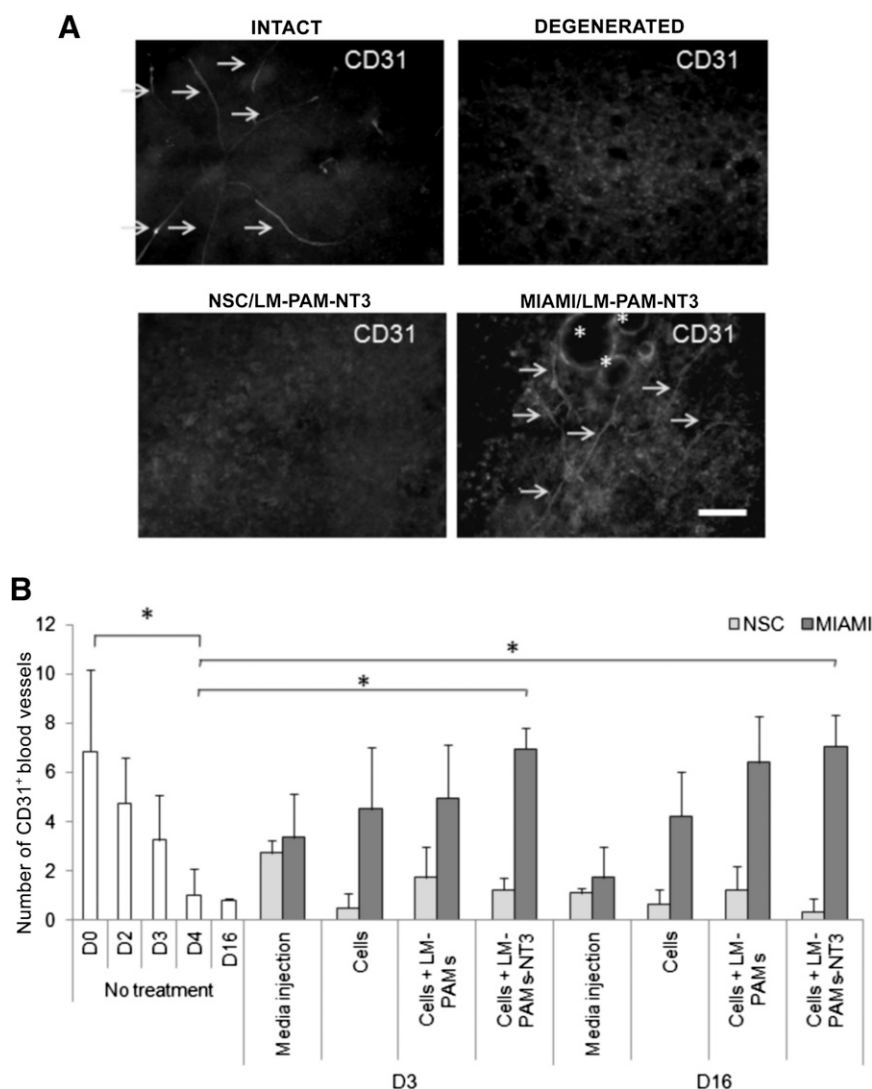 A
INTACT
DEGENERATED
CD31
CD31
NSC/LM-PAM-NT3
MIAMI/LM-PAM-NT3
CD31
* * * CD31
B
Number of CD31⁺ blood vessels
12
10
8
6
4
2
0
*
*
*
NSC MIAMI
D0 D2 D3 D4 D16
No treatment
Media injection
Cells
Cells + LM-
PAMs
Cells + LM-
PAMs-NT3
Media injection
Cells
Cells + LM-
PAMs
Cells + LM-
PAMs-NT3
D3
D16